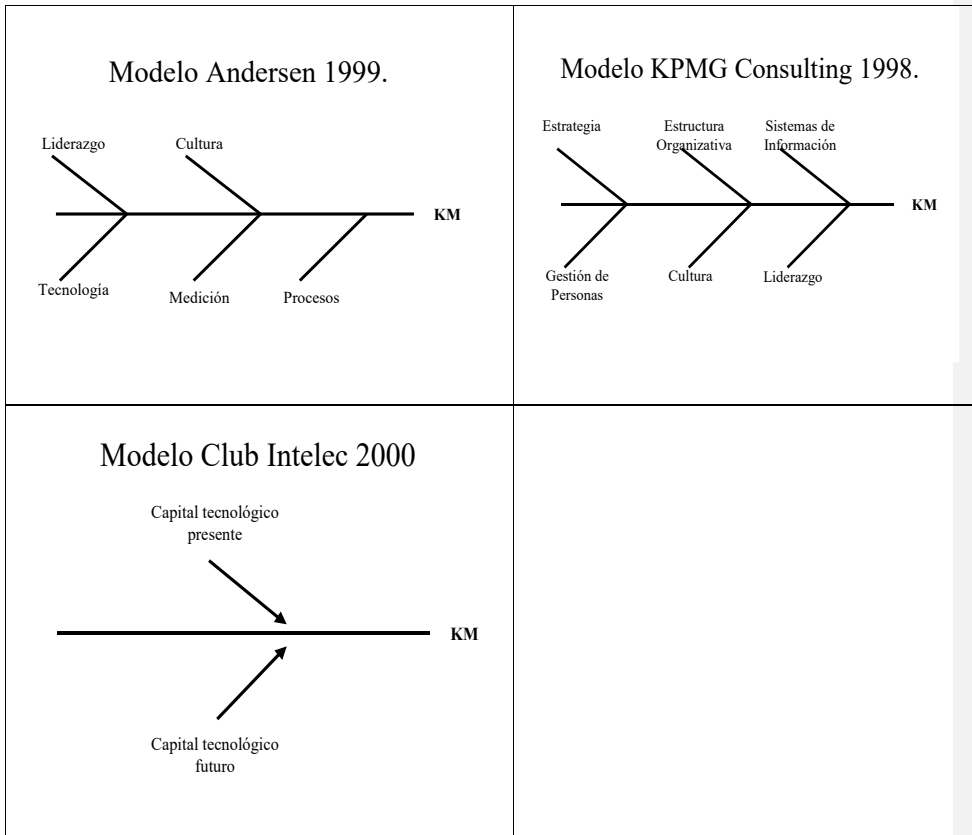 Modelo Andersen 1999.
Liderazgo
Cultura
KM
Tecnología
Medición
Procesos
Modelo KPMG Consulting 1998.
Estrategia
Estructura
Organizativa
Sistemas de
Información
KM
Gestión de
Personas
Cultura
Liderazgo
Modelo Club Intelec 2000
Capital tecnológico
presente
KM
Capital tecnológico
futuro